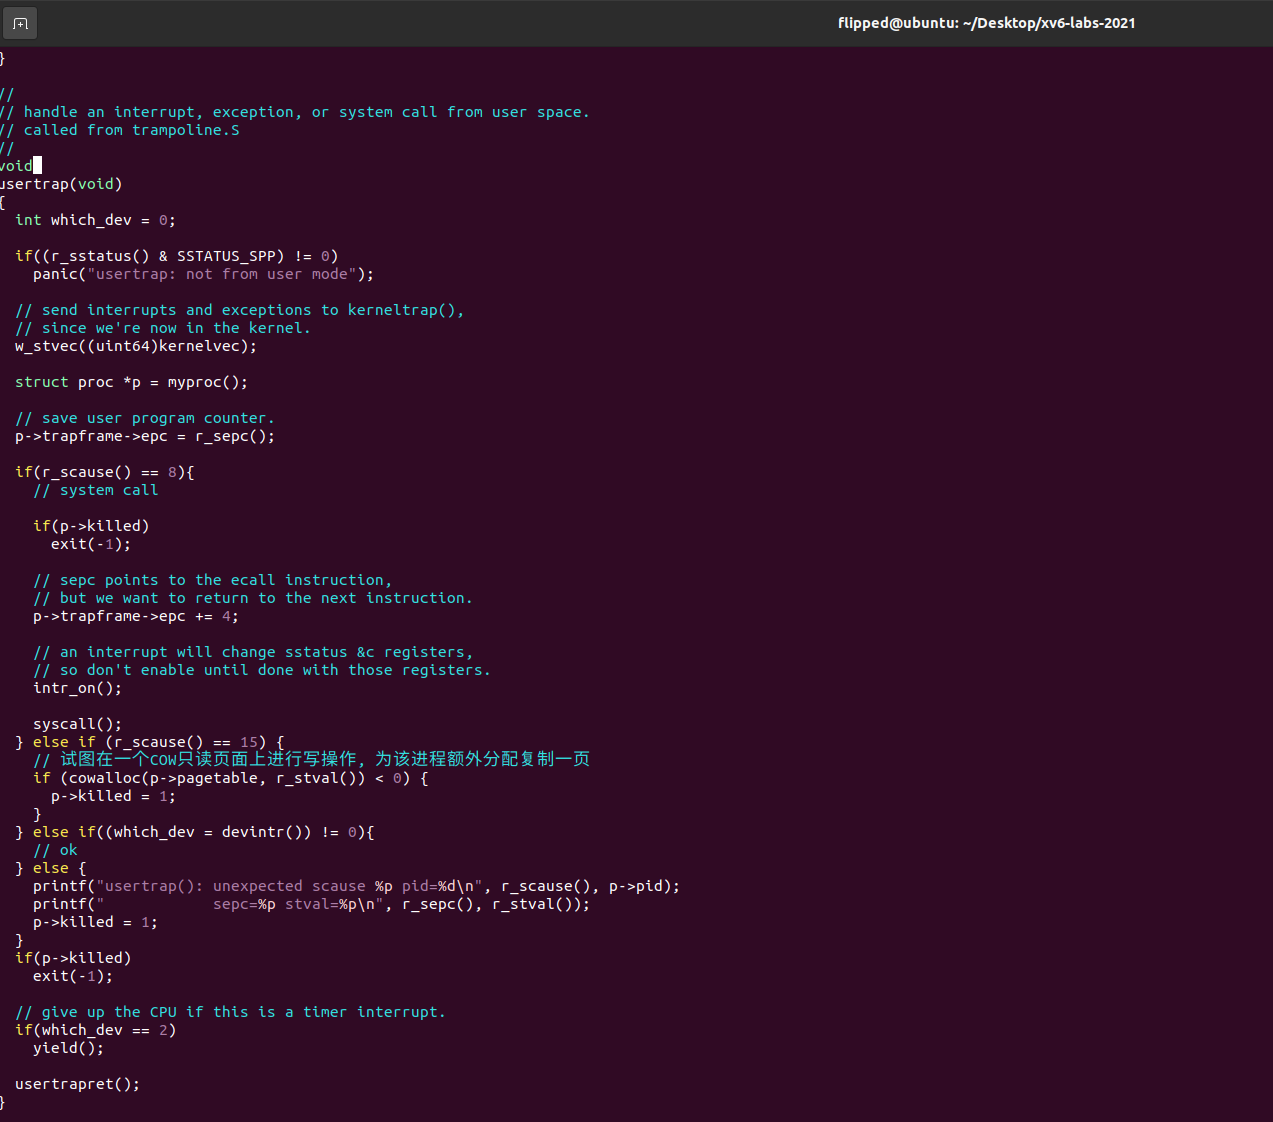 flipped@ubuntu: ~/Desktop/xv6-labs-2021
}
//
// handle an interrupt, exception, or system call from user space.
// called from trampoline.S
//
void
usertrap(void)
{
  int which_dev = 0;
  if((r_sstatus() & SSTATUS_SPP) != 0)
    panic("usertrap: not from user mode");
  // send interrupts and exceptions to kerneltrap(),
  // since we're now in the kernel.
  w_stvec((uint64)kernelvec);
  struct proc *p = myproc();
  // save user program counter.
  p->trapframe->epc = r_sepc();
  if(r_scause() == 8){
    // system call
    if(p->killed)
      exit(-1);
    // sepc points to the ecall instruction,
    // but we want to return to the next instruction.
    p->trapframe->epc += 4;
    // an interrupt will change sstatus &c registers,
    // so don't enable until done with those registers.
    intr_on();
    syscall();
  } else if (r_scause() == 15) {
    // 试图在一个COW只读页面上进行写操作, 为该进程额外分配复制一页
    if (cowalloc(p->pagetable, r_stval()) < 0) {
      p->killed = 1;
    }
  } else if((which_dev = devintr()) != 0){
    // ok
  } else {
    printf("usertrap(): unexpected scause %p pid=%d\n", r_scause(), p->pid);
    printf("            sepc=%p stval=%p\n", r_sepc(), r_stval());
    p->killed = 1;
  }
  if(p->killed)
    exit(-1);
  // give up the CPU if this is a timer interrupt.
  if(which_dev == 2)
    yield();
  usertrapret();
}